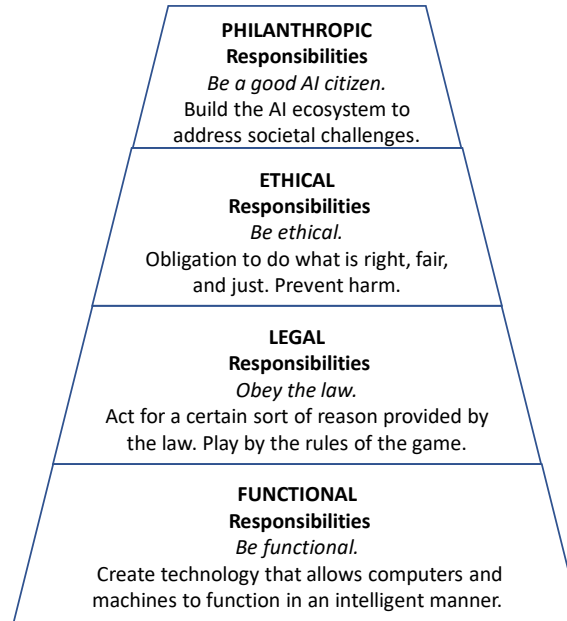 PHILANTHROPIC
Responsibilities
Be a good AI citizen.
Build the AI ecosystem to
address societal challenges.
ETHICAL
Responsibilities
Be ethical.
Obligation to do what is right, fair,
and just. Prevent harm.
LEGAL
Responsibilities
Obey the law.
Act for a certain sort of reason provided by
the law. Play by the rules of the game.
FUNCTIONAL
Responsibilities
Be functional.
Create technology that allows computers and
machines to function in an intelligent manner.